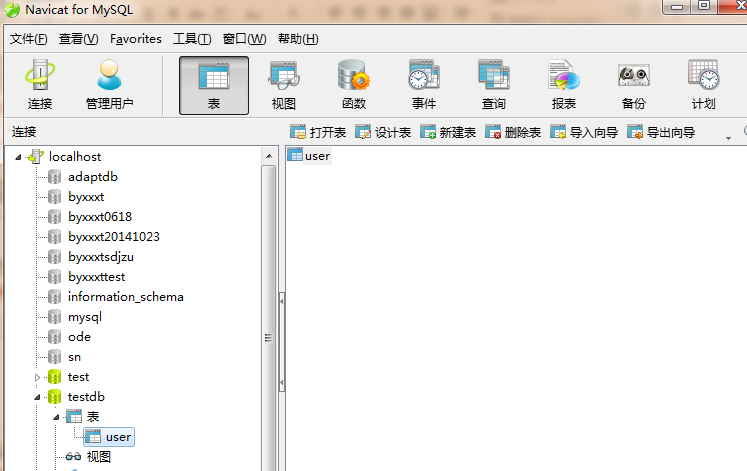 Navicat for MySQL
文件(F) 查看(V) Favorites 工具(T) 窗口(W) 帮助(H)
连接 管理用户 表 视图 函数 事件 查询 报表 备份 计划
连接 打开表 设计表 新建表 删除表 导入向导 导出向导
localhost user
adaptdb
byxxxt
byxxxt0618
byxxxt20141023
byxxxtsdjzu
byxxxttest
information_schema
mysql
ode
sn
test
testdb
表
user
视图